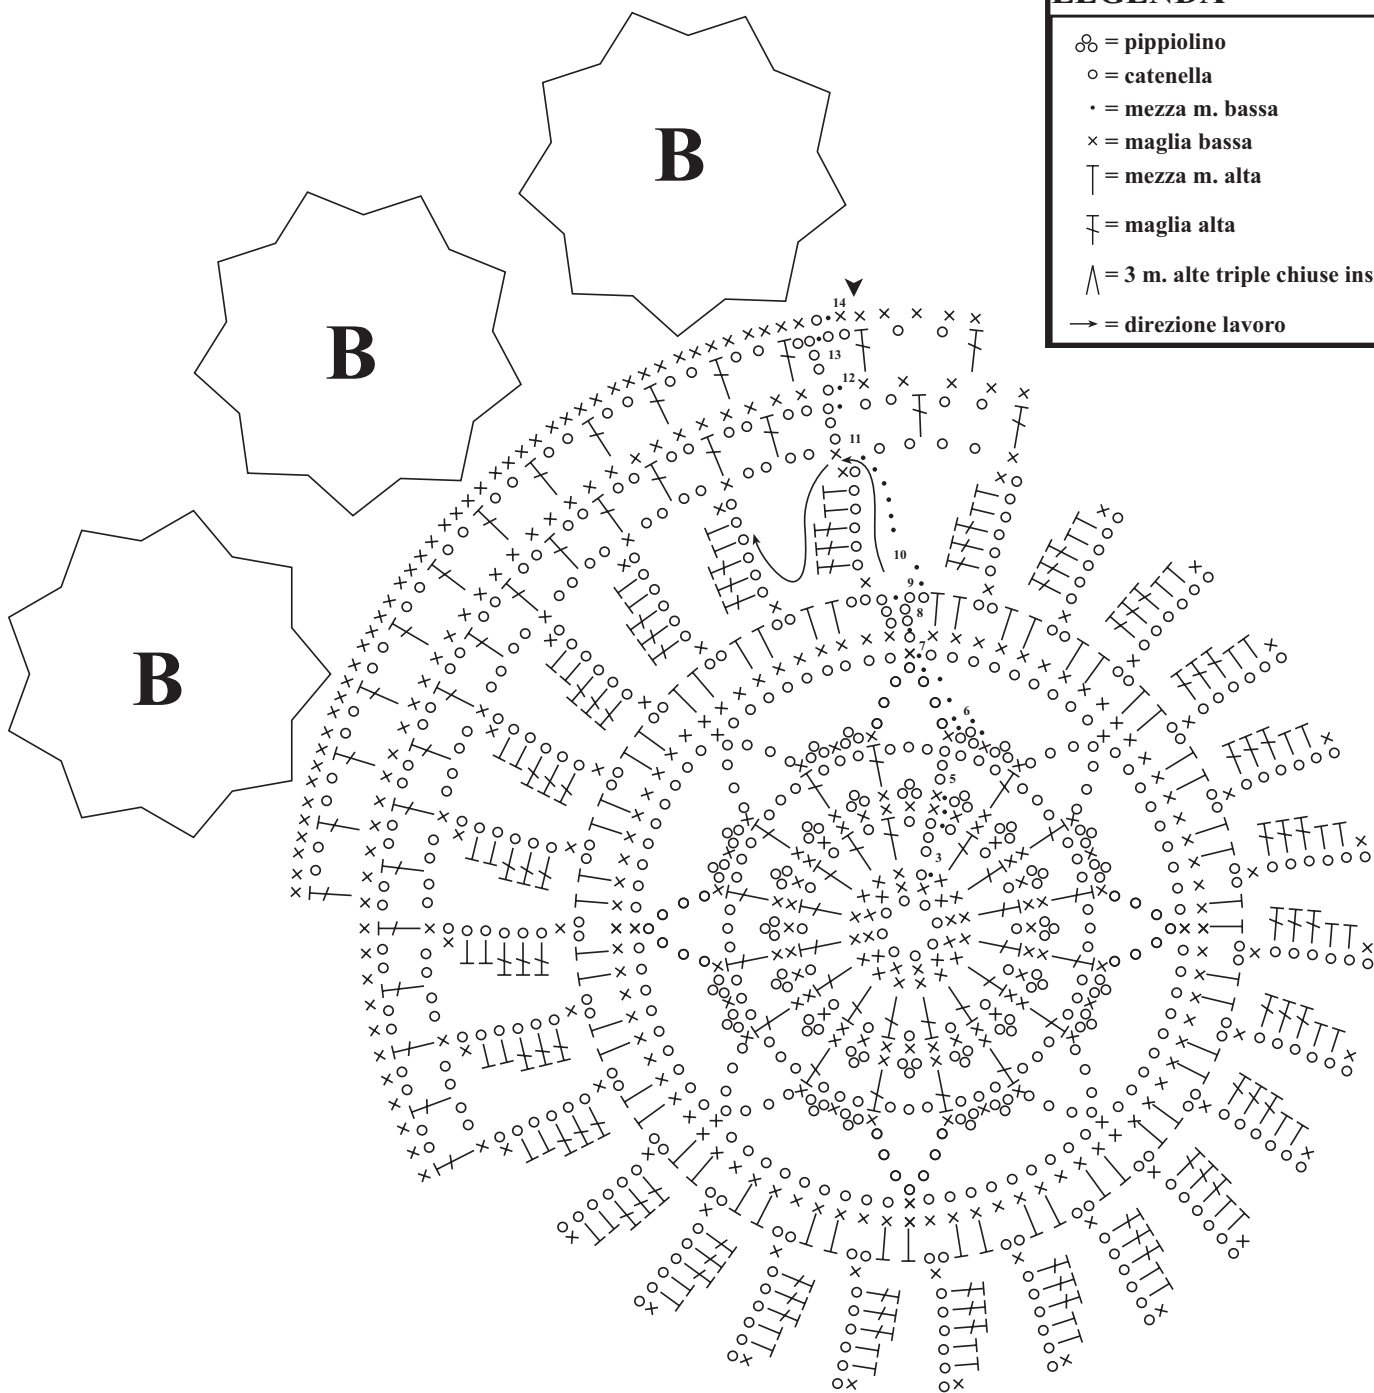 LEGENDA
= pippiolino
= catenella
= mezza m. bassa
= maglia bassa
= mezza m. alta
= maglia alta
= 3 m. alte triple chiuse ins
= direzione lavoro
B
B
B
14
13
12
11
10
9
8
7
6
5
3